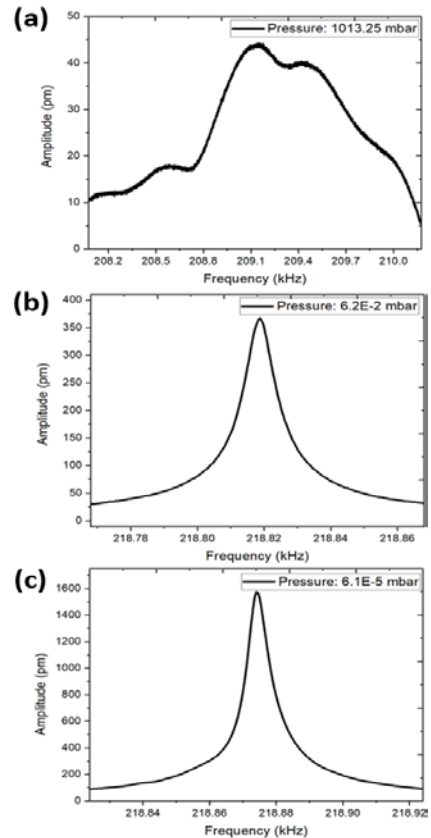 (a)
Pressure: 1013.25 mbar
50
40
30
20
10
0
Amplitude (pm)
208.2 208.5 208.8 209.1 209.4 209.7 210.0
Frequency (kHz)
(b)
Pressure: 6.2E-2 mbar
400
350
300
250
200
150
100
50
0
Amplitude (pm)
218.78 218.80 218.82 218.84 218.86
Frequency (kHz)
(c)
Pressure: 6.1E-5 mbar
1600
1400
1200
1000
800
600
400
200
0
Amplitude (pm)
218.84 218.86 218.88 218.90 218.92
Frequency (kHz)